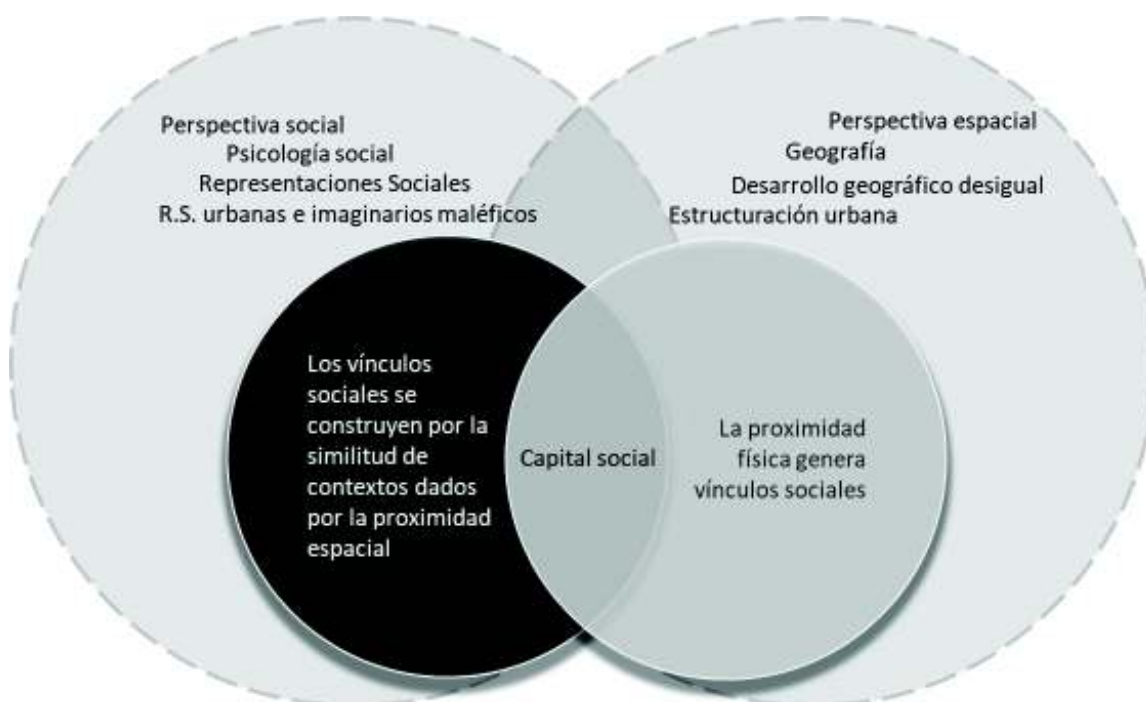 Perspectiva social
Psicología social
Representaciones Sociales
R.S. urbanas e imaginarios maléficos
Perspectiva espacial
Geografía
Desarrollo geográfico desigual
Estructuración urbana
Los vínculos
sociales se
construyen por la
similitud de
contextos dados
por la proximidad
espacial
Capital social
La proximidad
física genera
vínculos sociales